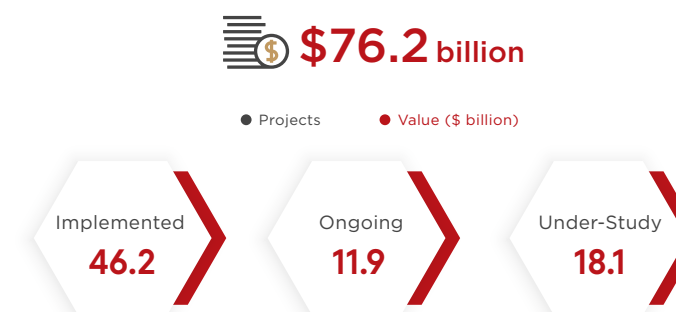 $76.2 billion
Projects Value ($ billion)
Implemented Ongoing Under-Study
46.2 11.9 18.1